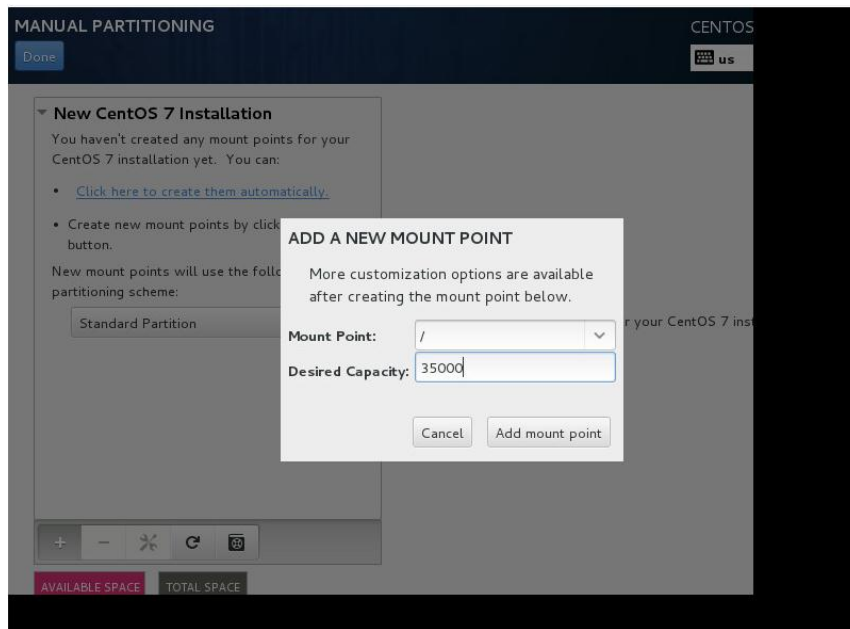 MANUAL PARTITIONING
CENTOS
Done
us
New CentOS 7 Installation
You haven't created any mount points for your
CentOS 7 installation yet. You can:
• Click here to create them automatically.
• Create new mount points by click
button.
New mount points will use the follo
partitioning scheme:
Standard Partition
r your CentOS 7 inst
ADD A NEW MOUNT POINT
More customization options are available
after creating the mount point below.
Mount Point: /
Desired Capacity: 35000
Cancel Add mount point
+ -
AVAILABLE SPACE TOTAL SPACE